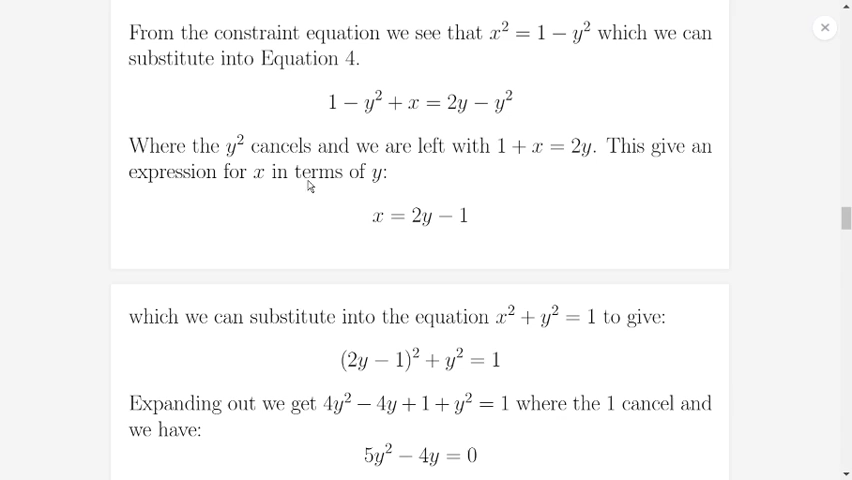 From the constraint equation we see that x² = 1 − y² which we can
substitute into Equation 4.
1 − y² + x = 2y − y²
Where the y² cancels and we are left with 1 + x = 2y. This give an
expression for x in terms of y:
x = 2y − 1
which we can substitute into the equation x² + y² = 1 to give:
(2y − 1)² + y² = 1
Expanding out we get 4y² − 4y + 1 + y² = 1 where the 1 cancel and
we have:
5y² − 4y = 0